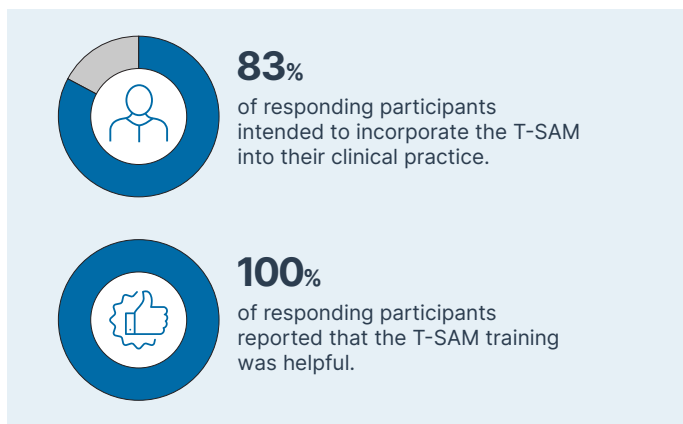 83%
of responding participants
intended to incorporate the T-SAM
into their clinical practice.
100%
of responding participants
reported that the T-SAM training
was helpful.